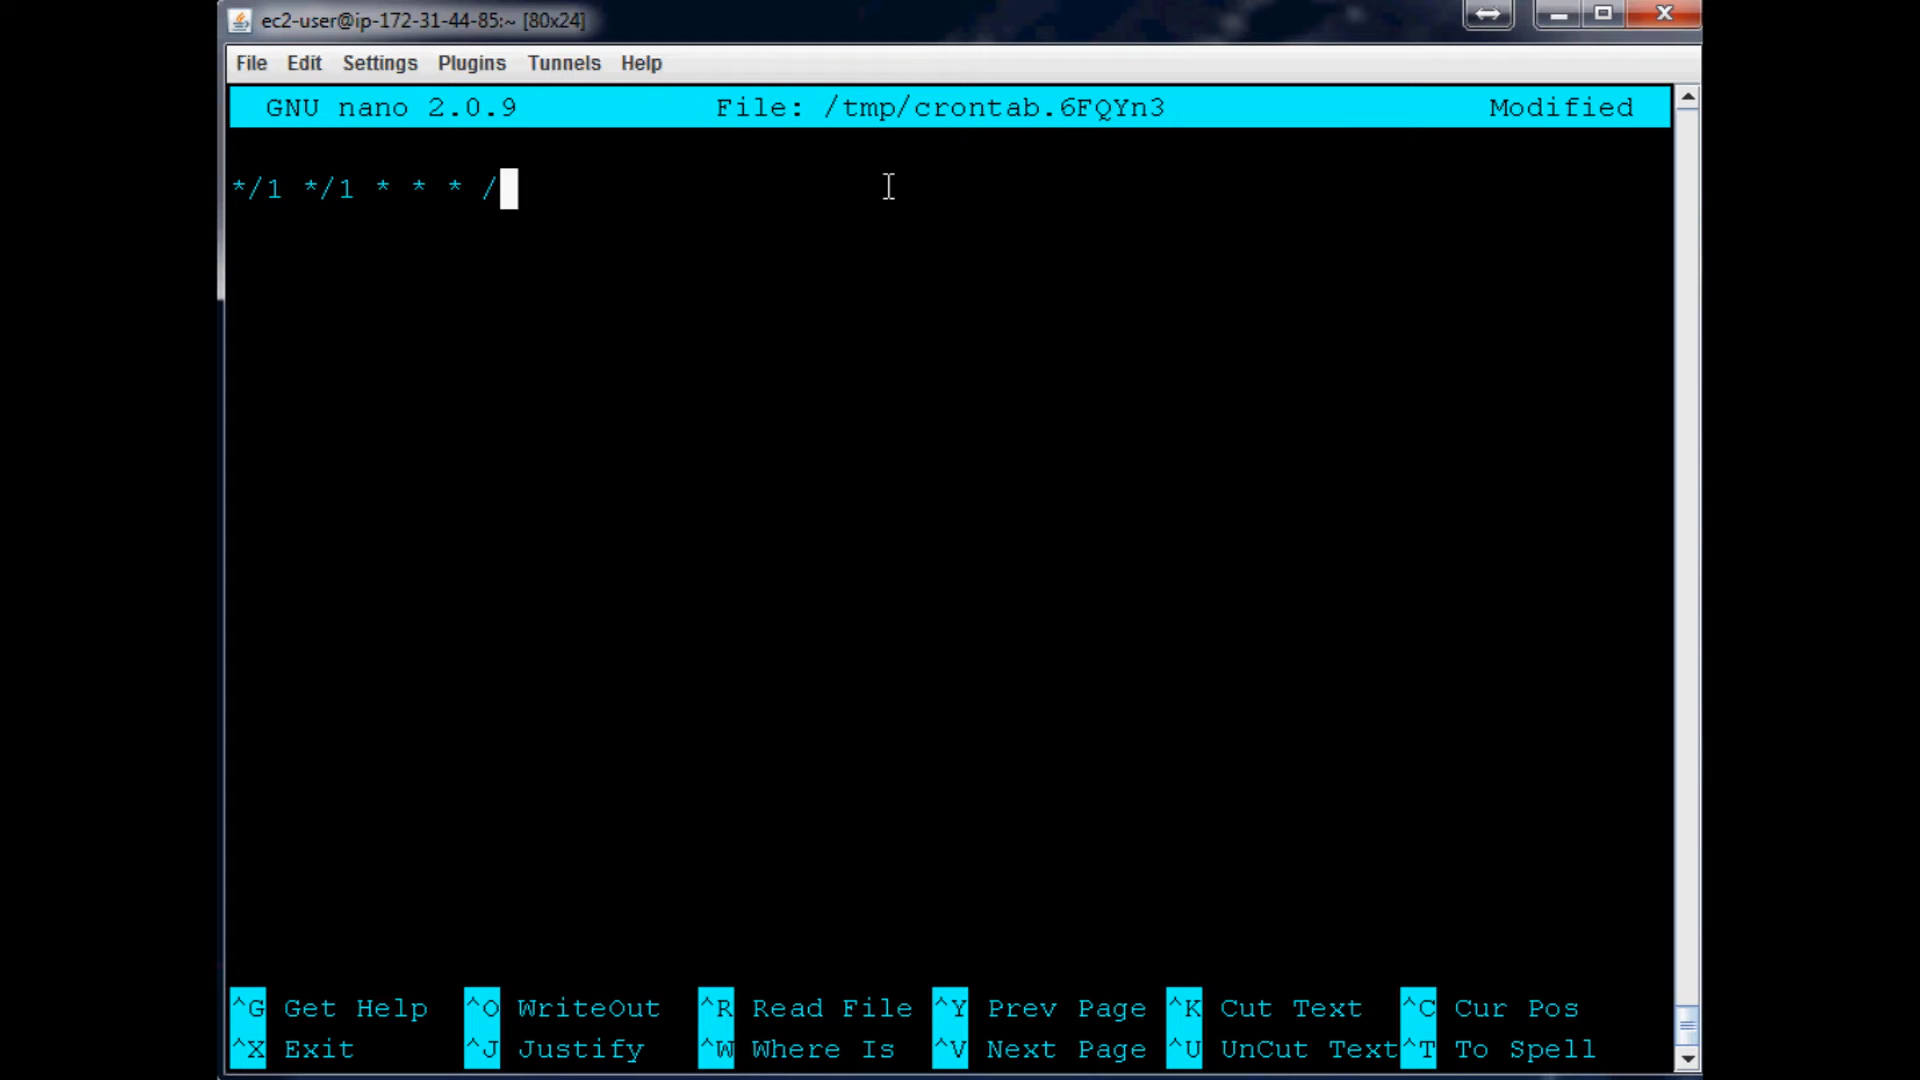 ec2-user@ip-172-31-44-85:~ [80x24]
File Edit Settings Plugins Tunnels Help
GNU nano 2.0.9 File: /tmp/crontab.6FQYn3 Modified
*/1 */1 * * * /
^G Get Help ^O WriteOut ^R Read File ^Y Prev Page ^K Cut Text ^C Cur Pos
^X Exit ^J Justify ^W Where Is ^V Next Page ^U UnCut Text ^T To Spell